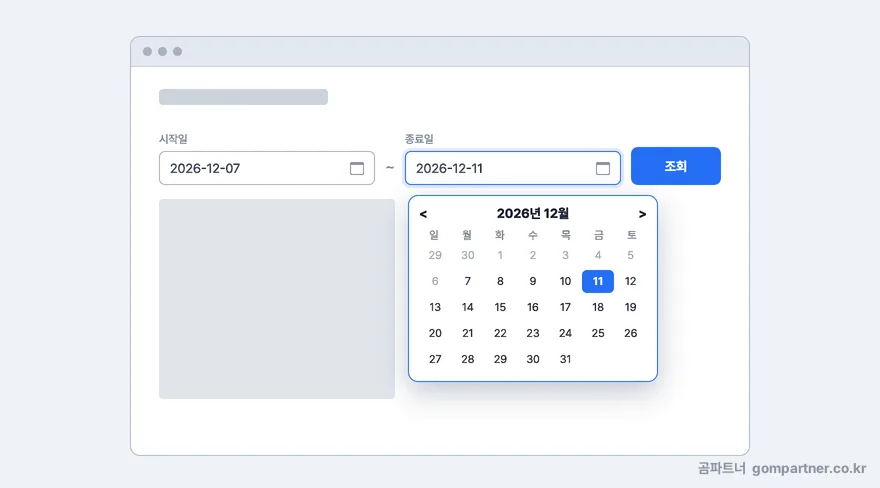 시작일
종료일
2026-12-07 ~ 2026-12-11 조회
< 2026년 12월 >
일 월 화 수 목 금 토
29 30 1 2 3 4 5
6 7 8 9 10 11 12
13 14 15 16 17 18 19
20 21 22 23 24 25 26
27 28 29 30 31
곰파트너 gompartner.co.kr